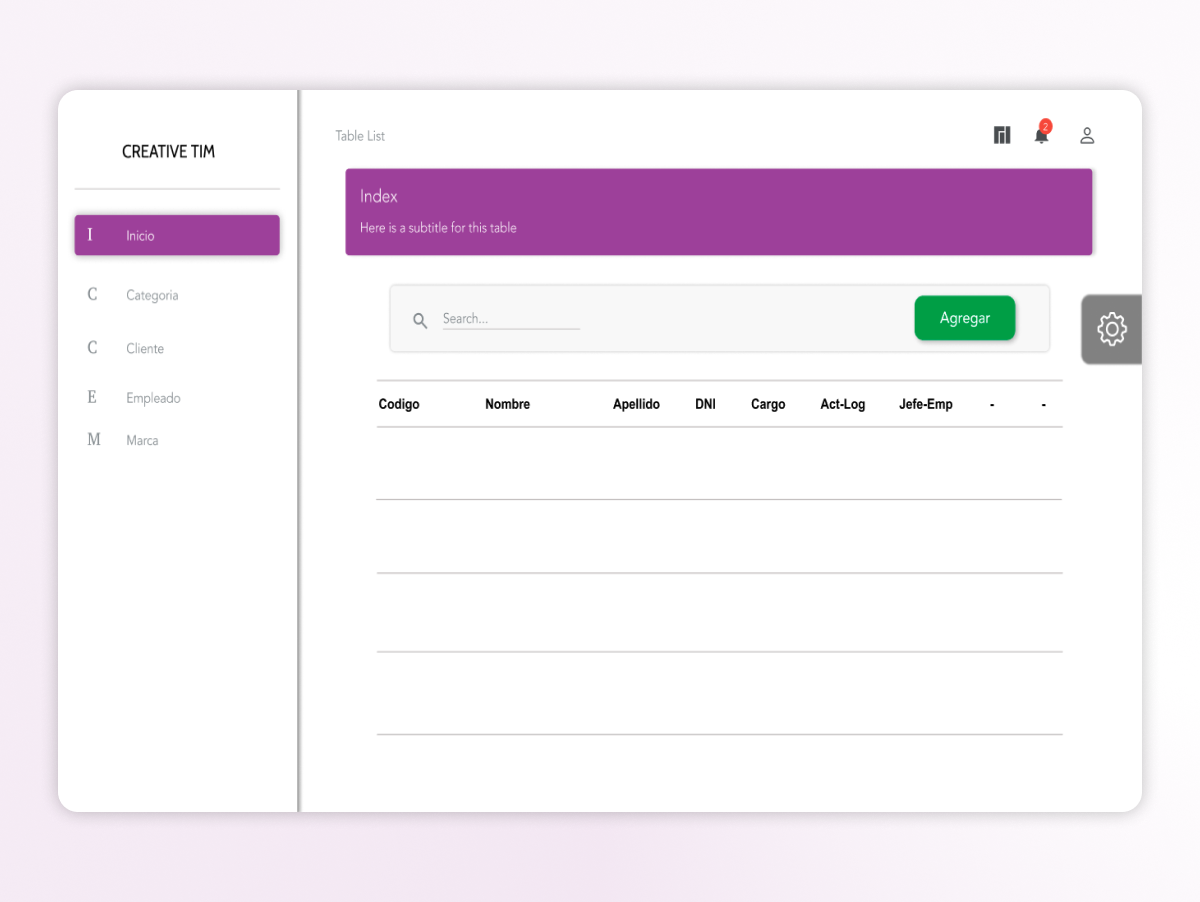 CREATIVE TIM
I Inicio
C Categoria
C Cliente
E Empleado
M Marca
Table List
2
Index
Here is a subtitle for this table
Search...
Agregar
Codigo Nombre Apellido DNI Cargo Act-Log Jefe-Emp - -